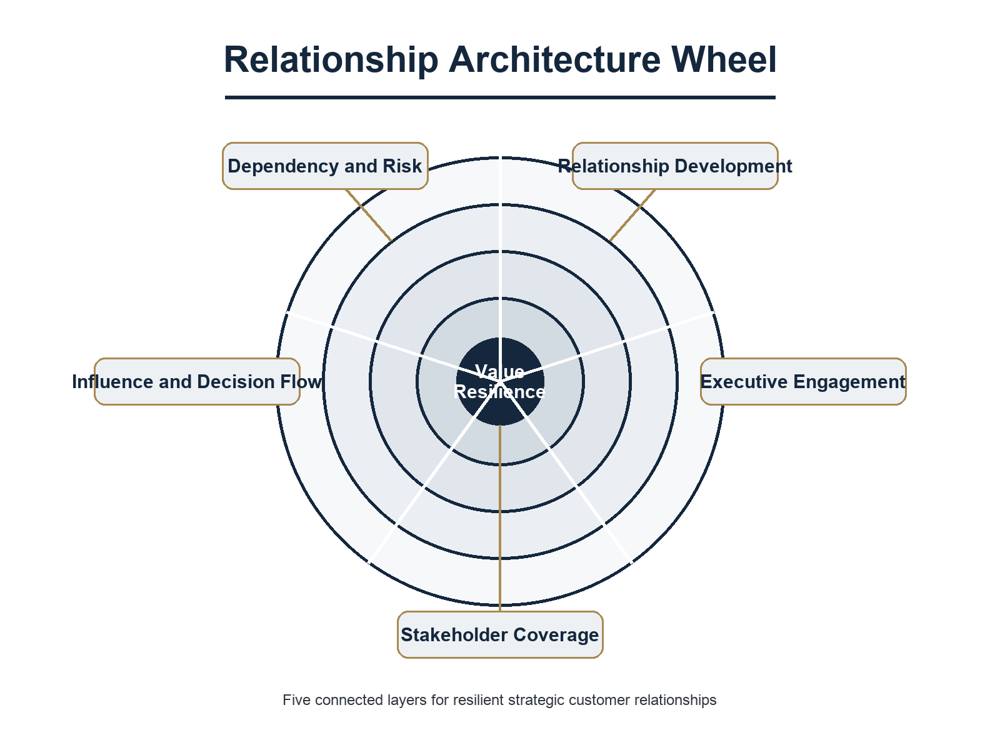 Relationship Architecture Wheel
Dependency and Risk
Relationship Development
Value
Resilience
Influence and Decision Flow
Executive Engagement
Stakeholder Coverage
Five connected layers for resilient strategic customer relationships